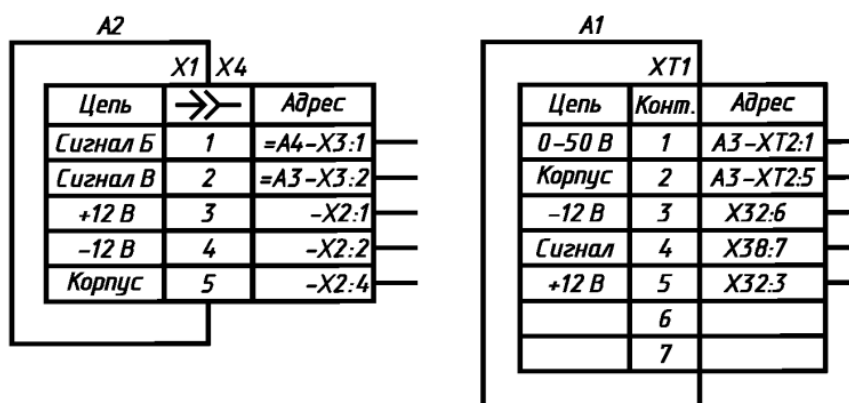 A2
X1 X4
Цепь Адрес
Сигнал Б 1 =A4-X3:1
Сигнал В 2 =A3-X3:2
+12 В 3 -X2:1
-12 В 4 -X2:2
Корпус 5 -X2:4
A1
XT1
Цепь Конт. Адрес
0-50 В 1 A3-XT2:1
Корпус 2 A3-XT2:5
-12 В 3 X32:6
Сигнал 4 X38:7
+12 В 5 X32:3
6
7